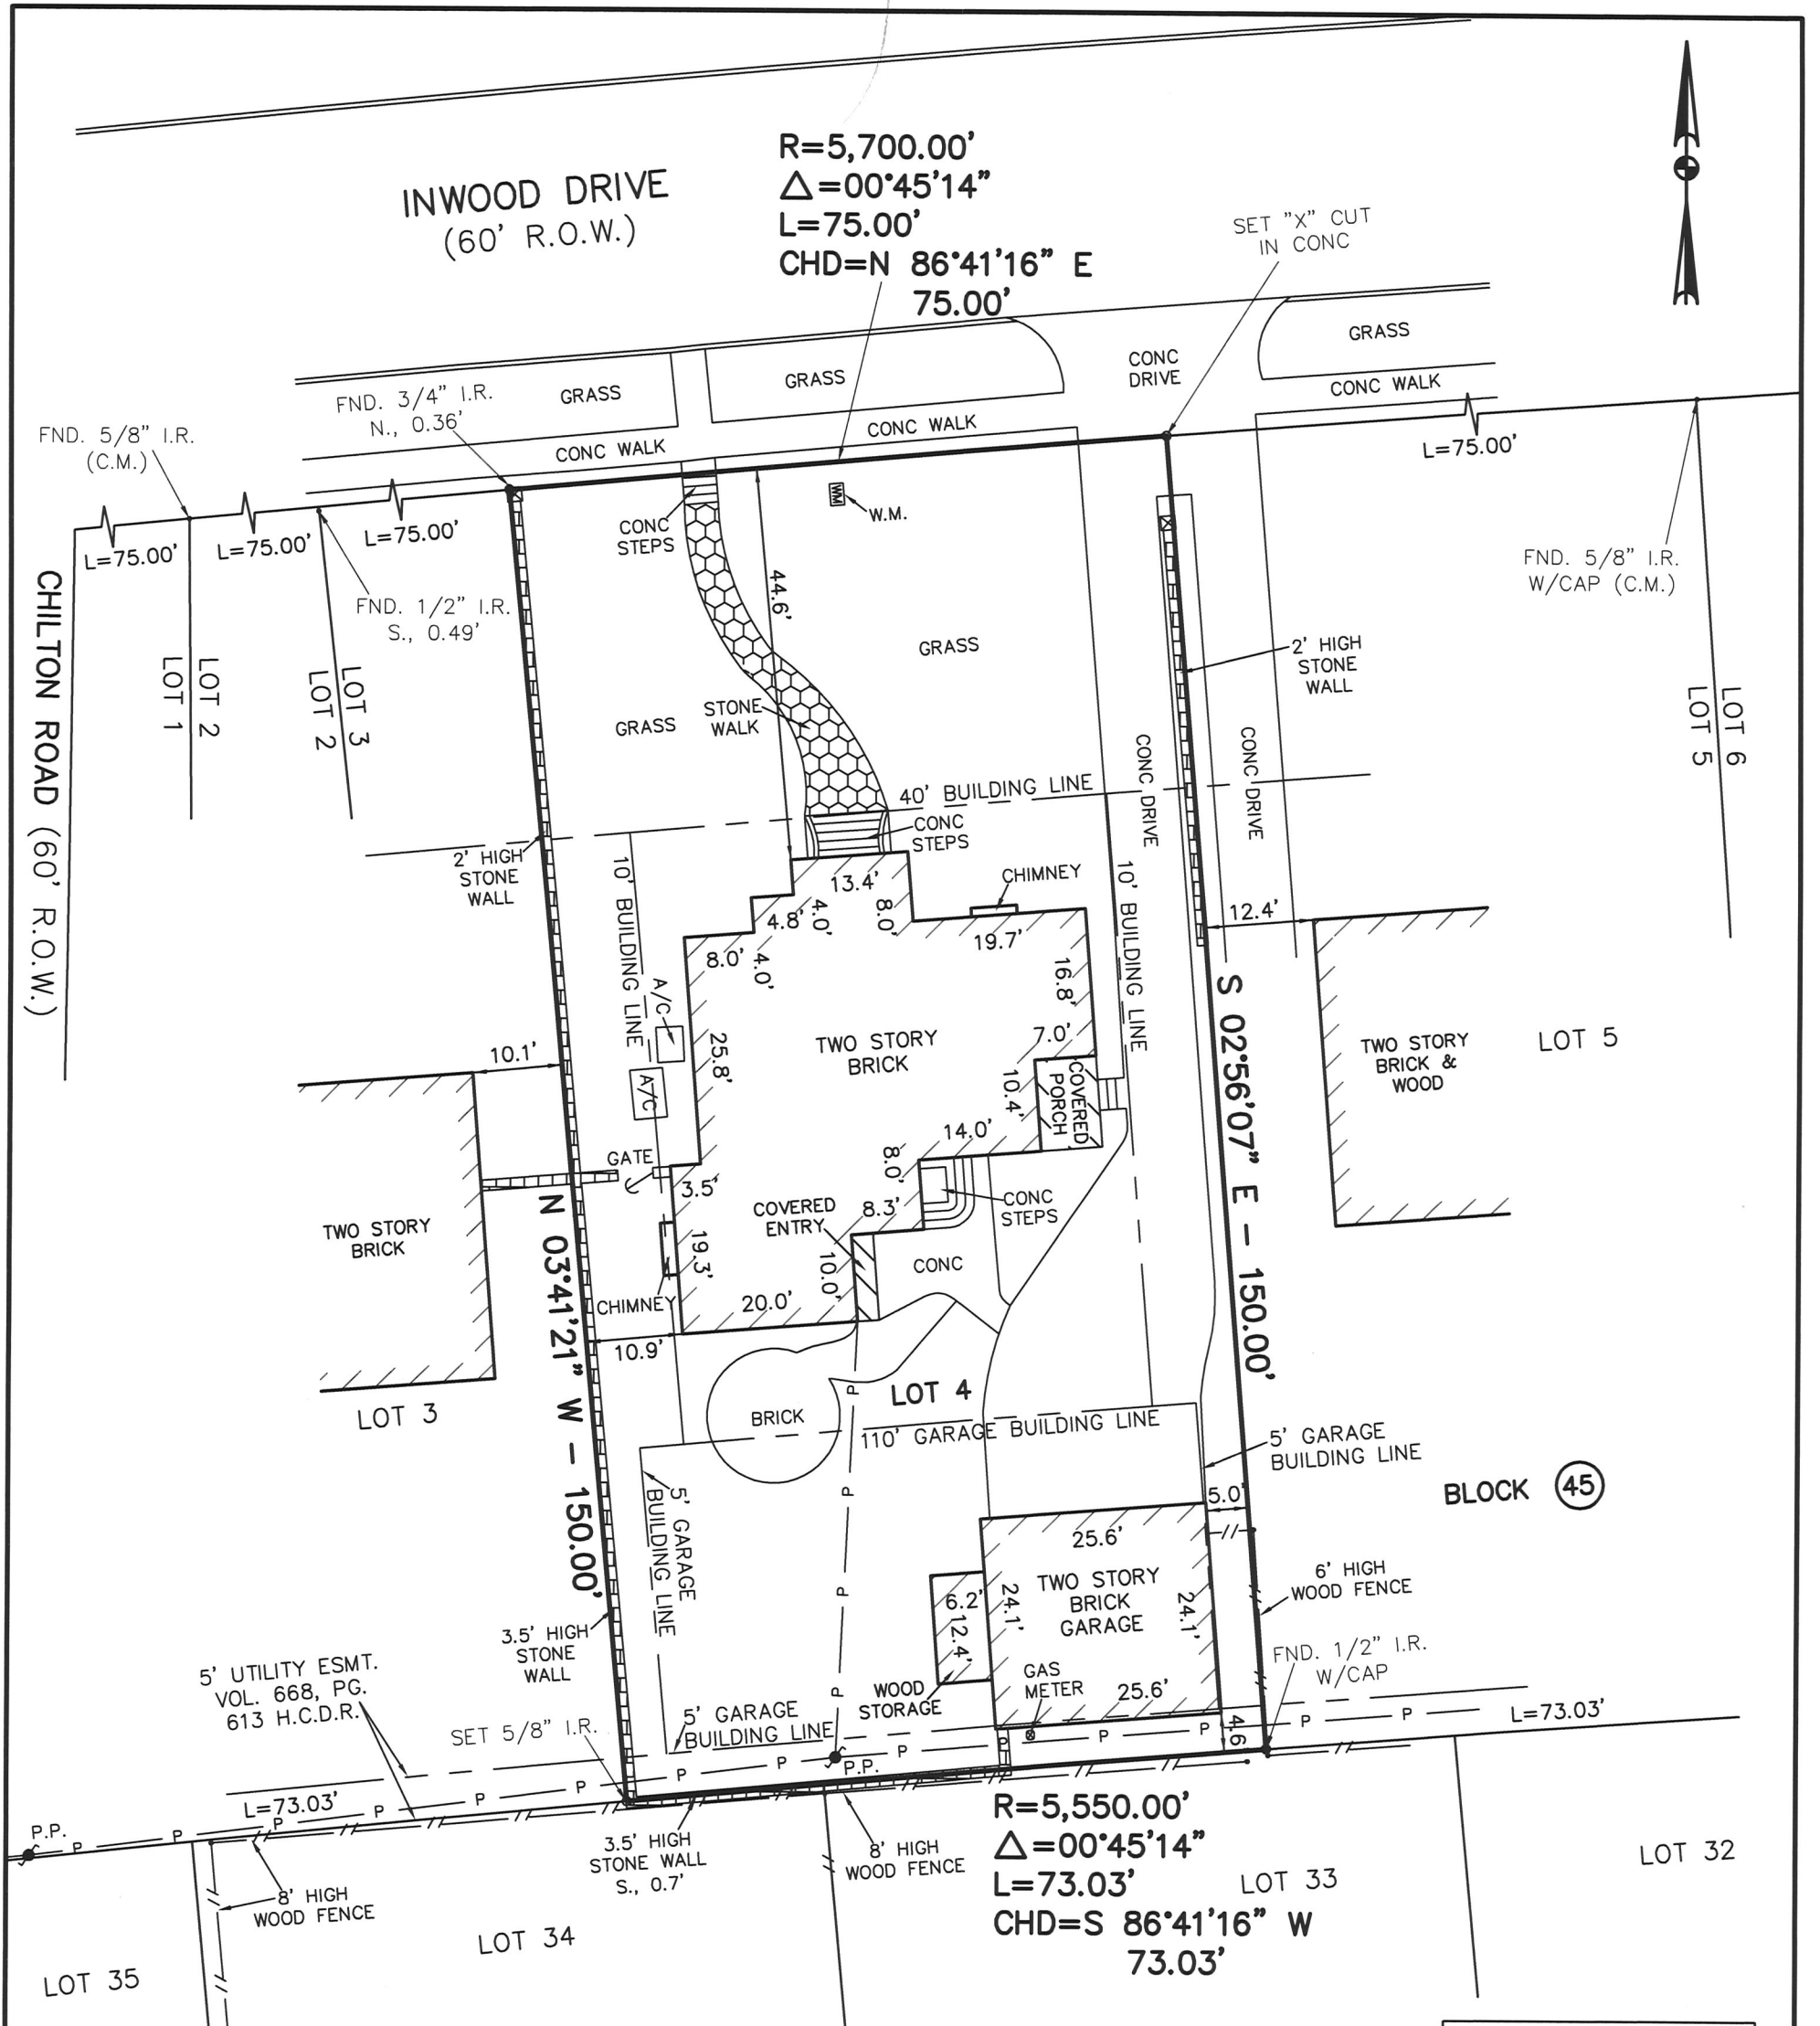 R=5,700.00'
△=00°45'14"
L=75.00'
CHD=N 86°41'16" E
75.00'
INWOOD DRIVE
(60' R.O.W.)
SET "X" CUT
IN CONC
GRASS
CONC
DRIVE
CONC WALK
GRASS
GRASS
FND. 3/4" I.R.
N., 0.36'
CONC WALK
CONC WALK
FND. 5/8" I.R.
(C.M.)
L=75.00'
L=75.00'
L=75.00'
L=75.00'
WM
W.M.
CONC
STEPS
FND. 5/8" I.R.
W/CAP (C.M.)
FND. 1/2" I.R.
S., 0.49'
44.6'
CHILTON ROAD (60' R.O.W.)
LOT 1
LOT 2
LOT 2
LOT 3
GRASS
2' HIGH
STONE
WALL
LOT 5
LOT 6
GRASS
STONE
WALK
CONC DRIVE
CONC DRIVE
40' BUILDING LINE
CONC
STEPS
2' HIGH
STONE
WALL
10' BUILDING LINE
13.4'
CHIMNEY
10' BUILDING LINE
4.8'
4.0'
8.0'
19.7'
12.4'
8.0'
4.0'
16.8'
A/C
A/C
25.8'
TWO STORY
BRICK
7.0'
10.4'
COVERED
PORCH
S 02°56'07" E - 150.00'
TWO STORY
BRICK &
WOOD
LOT 5
10.1'
14.0'
8.0'
GATE
3.5'
COVERED
ENTRY
8.3'
CONC
STEPS
TWO STORY
BRICK
N 03°41'21" W - 150.00'
19.3'
10.0'
CONC
CHIMNEY
20.0'
10.9'
LOT 3
BRICK
P
LOT 4
110' GARAGE BUILDING LINE
5' GARAGE
BUILDING LINE
BLOCK 45
5' GARAGE
BUILDING LINE
P
5.0'
25.6'
P
TWO STORY
BRICK
GARAGE
24.1'
24.1'
6.2'
12.4'
6' HIGH
WOOD FENCE
3.5' HIGH
STONE
WALL
FND. 1/2" I.R.
W/CAP
5' UTILITY ESMT.
VOL. 668, PG.
613 H.C.D.R.
P
WOOD
STORAGE
GAS
METER
25.6'
SET 5/8" I.R.
5' GARAGE
BUILDING LINE
4.6
L=73.03'
P P P P P P P
P.P.
L=73.03'
P P P P
P.P.
3.5' HIGH
STONE WALL
S., 0.7'
8' HIGH
WOOD FENCE
8' HIGH
WOOD FENCE
R=5,550.00'
△=00°45'14"
L=73.03'
CHD=S 86°41'16" W
73.03'
LOT 33
LOT 32
LOT 34
LOT 35